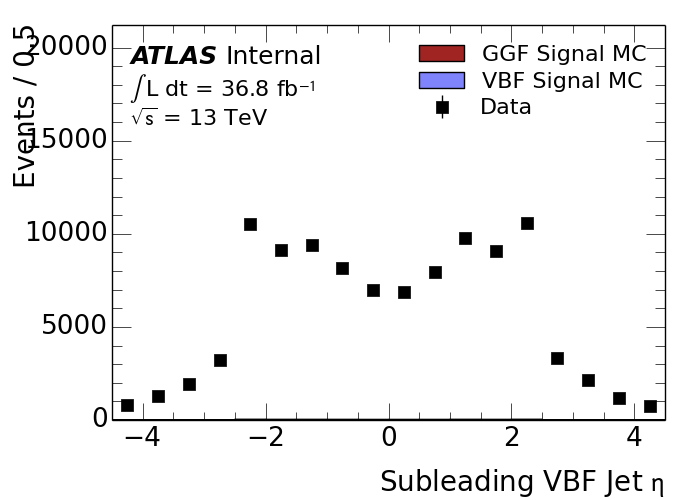 ATLAS Internal
∫L dt = 36.8 fb⁻¹
√s = 13 TeV
GGF Signal MC
VBF Signal MC
Data
Events / 0.5
20000
15000
10000
5000
0
−4 −2 0 2 4
Subleading VBF Jet η